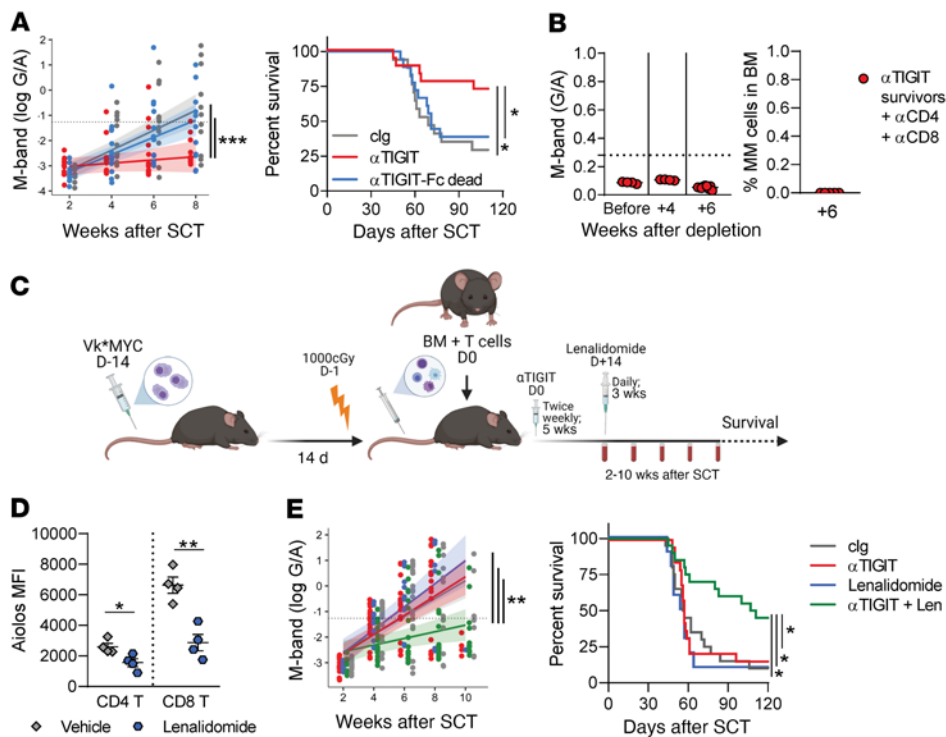 A
M-band (log G/A)
2
1
0
-1
-2
-3
-4
2 4 6 8
Weeks after SCT
***
Percent survival
100
75
50
25
0
0 30 60 90 120
Days after SCT
cIg
αTIGIT
αTIGIT-Fc dead
*
*
B
M-band (G/A)
1.0
0.8
0.6
0.4
0.2
0.0
Before +4 +6
Weeks after depletion
% MM cells in BM
1.0
0.8
0.6
0.4
0.2
0.0
+6
αTIGIT
survivors
+ αCD4
+ αCD8
C
Vk*MYC
D-14
14 d
1000cGy
D-1
BM + T cells
D0
αTIGIT
D0
Twice
weekly;
5 wks
Lenalidomide
D+14
Daily;
3 wks
Survival
2-10 wks after SCT
D
Aiolos MFI
10000
8000
6000
4000
2000
0
*
**
CD4 T CD8 T
Vehicle Lenalidomide
E
M-band (log G/A)
2
1
0
-1
-2
-3
2 4 6 8 10
Weeks after SCT
**
Percent survival
100
75
50
25
0
0 30 60 90 120
Days after SCT
*
*
*
cIg
αTIGIT
Lenalidomide
αTIGIT + Len